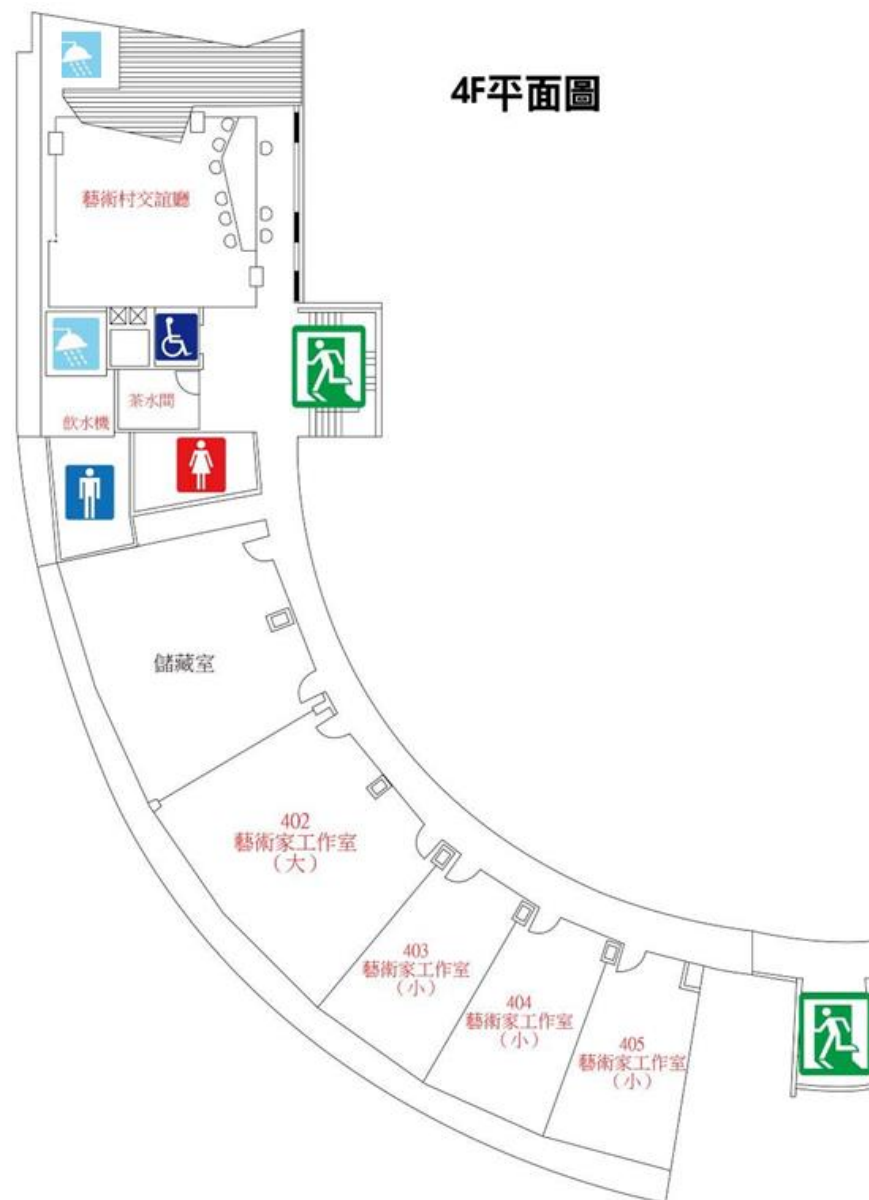 4F平面圖
藝術村交誼廳
茶水間
飲水機
儲藏室
402
藝術家工作室
（大）
403
藝術家工作室
（小）
404
藝術家工作室
（小）
405
藝術家工作室
（小）